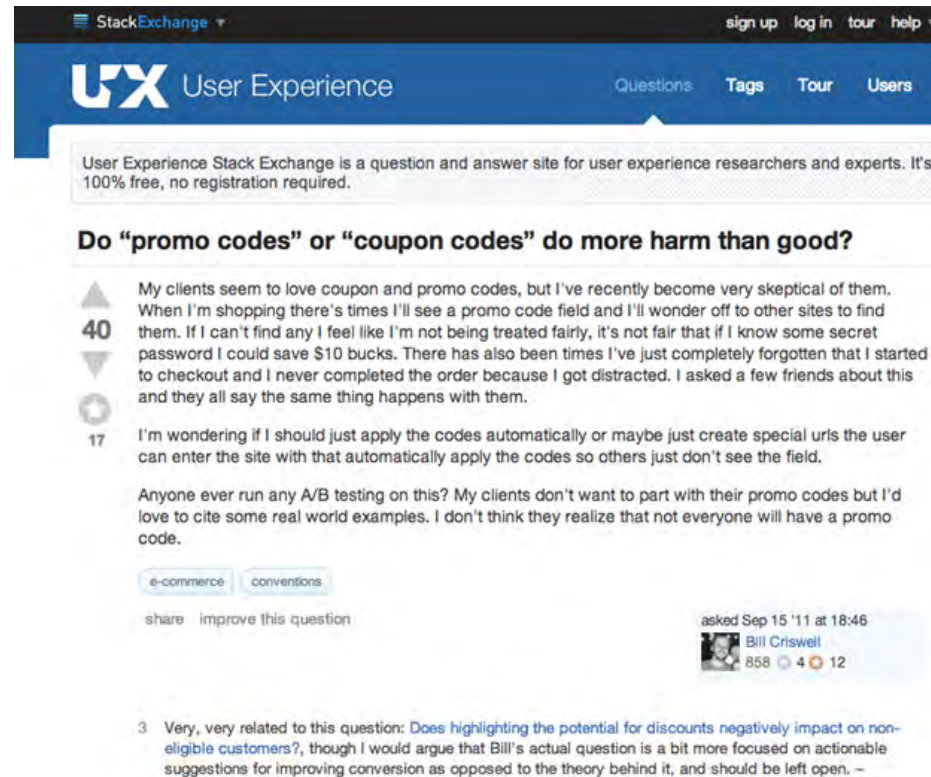 StackExchange
sign up log in tour help
UX User Experience
Questions Tags Tour Users
User Experience Stack Exchange is a question and answer site for user experience researchers and experts. It's
100% free, no registration required.
Do “promo codes” or “coupon codes” do more harm than good?
My clients seem to love coupon and promo codes, but I've recently become very skeptical of them.
When I'm shopping there's times I'll see a promo code field and I'll wonder off to other sites to find
40 them. If I can't find any I feel like I'm not being treated fairly, it's not fair that if I know some secret
password I could save $10 bucks. There has also been times I've just completely forgotten that I started
to checkout and I never completed the order because I got distracted. I asked a few friends about this
and they all say the same thing happens with them.
17 I'm wondering if I should just apply the codes automatically or maybe just create special urls the user
can enter the site with that automatically apply the codes so others just don't see the field.
Anyone ever run any A/B testing on this? My clients don't want to part with their promo codes but I'd
love to cite some real world examples. I don't think they realize that not everyone will have a promo
code.
e-commerce conventions
share improve this question
asked Sep 15 '11 at 18:46
Bill Criswell
858 4 12
3 Very, very related to this question: Does highlighting the potential for discounts negatively impact on non-
eligible customers?, though I would argue that Bill's actual question is a bit more focused on actionable
suggestions for improving conversion as opposed to the theory behind it, and should be left open. –